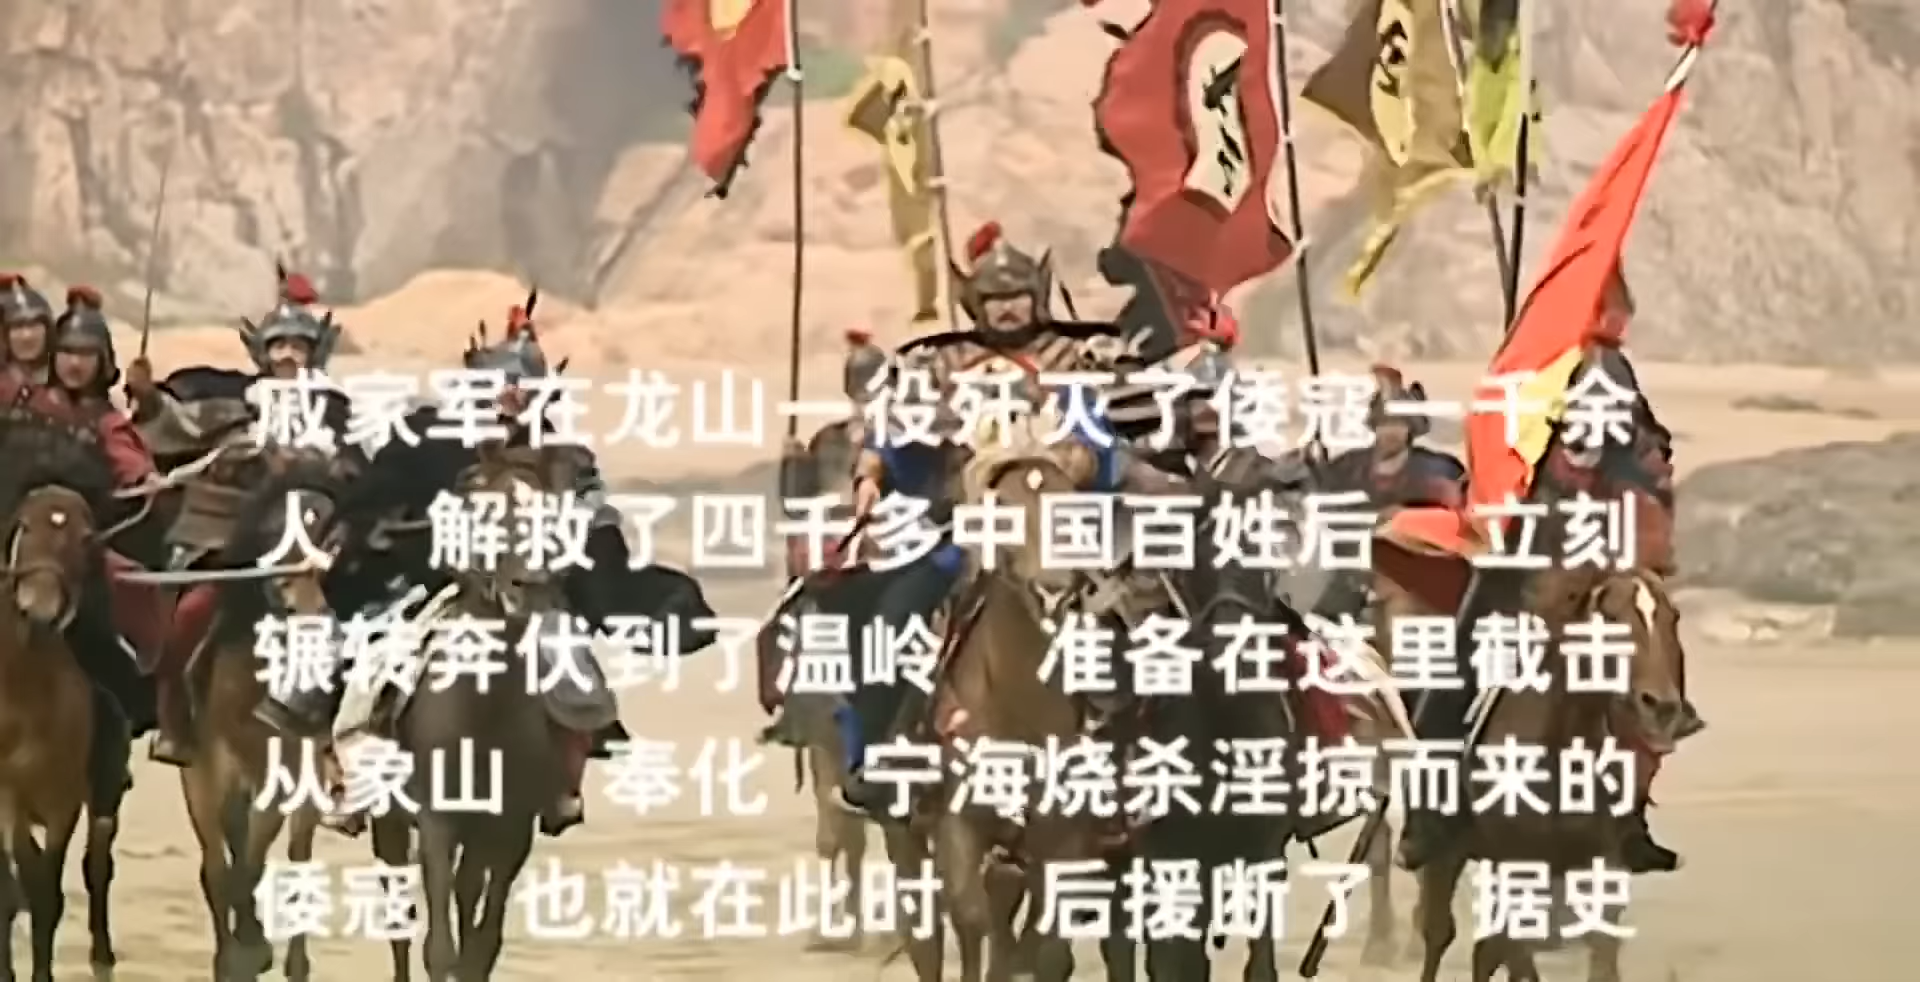 戚家军在龙山一役歼灭了倭寇一千余
人 解救了四千多中国百姓后 立刻
辗转奔伏到了温岭 准备在这里截击
从象山 奉化 宁海烧杀淫掠而来的
倭寇 也就在此时 后援断了 据史